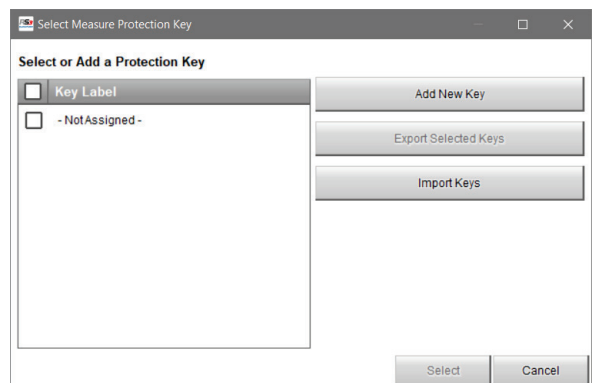 Select Measure Protection Key
Select or Add a Protection Key
Key Label
- Not Assigned -
Add New Key
Export Selected Keys
Import Keys
Select
Cancel